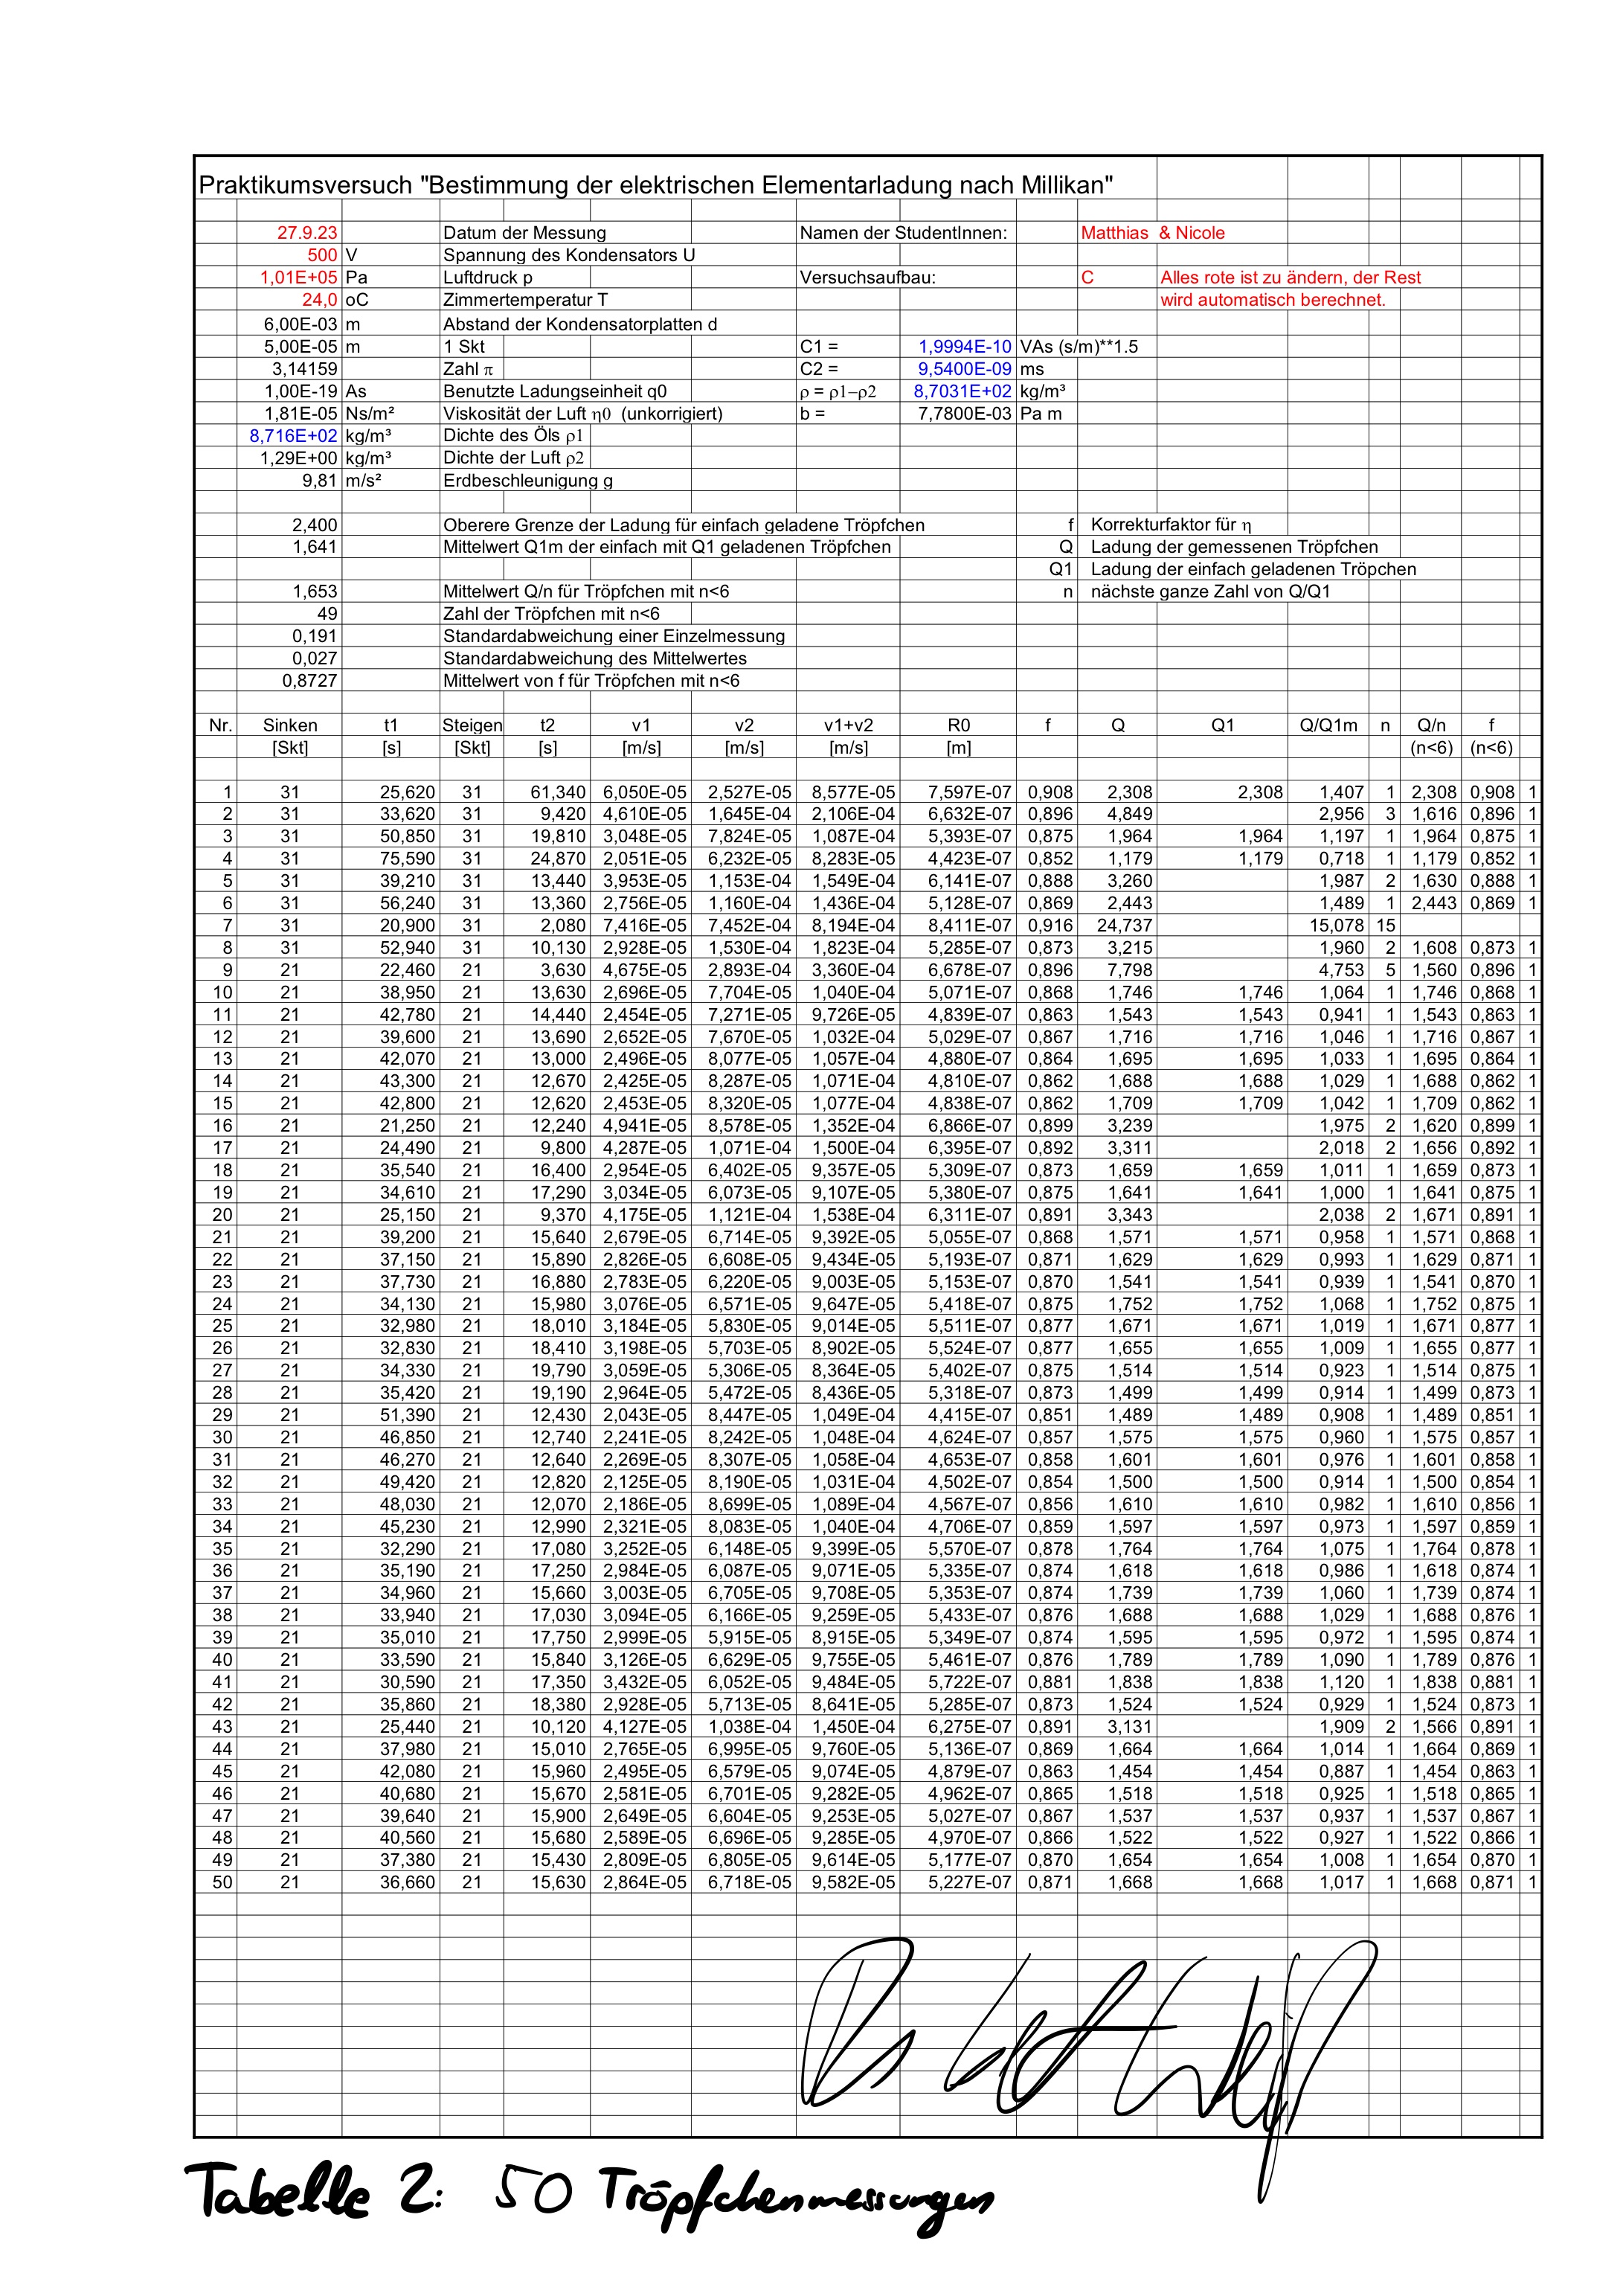 Praktikumsversuch "Bestimmung der elektrischen Elementarladung nach Millikan"
27.9.23 Datum der Messung Namen der StudentInnen: Matthias & Nicole
500 V Spannung des Kondensators U
1,01E+05 Pa Luftdruck p Versuchsaufbau: C Alles rote ist zu ändern, der Rest
24,0 oC Zimmertemperatur T wird automatisch berechnet.
6,00E-03 m Abstand der Kondensatorplatten d
5,00E-05 m 1 Skt C1 = 1,9994E-10 VAs (s/m)**1.5
3,14159 Zahl π C2 = 9,5400E-09 ms
1,00E-19 As Benutzte Ladungseinheit q0 ρ = ρ1−ρ2 8,7031E+02 kg/m³
1,81E-05 Ns/m² Viskosität der Luft η0 (unkorrigiert) b = 7,7800E-03 Pa m
8,716E+02 kg/m³ Dichte des Öls ρ1
1,29E+00 kg/m³ Dichte der Luft ρ2
9,81 m/s² Erdbeschleunigung g
2,400 Oberere Grenze der Ladung für einfach geladene Tröpfchen f Korrekturfaktor für η
1,641 Mittelwert Q1m der einfach mit Q1 geladenen Tröpfchen Q Ladung der gemessenen Tröpfchen
Q1 Ladung der einfach geladenen Tröpchen
1,653 Mittelwert Q/n für Tröpfchen mit n<6 n nächste ganze Zahl von Q/Q1
49 Zahl der Tröpfchen mit n<6
0,191 Standardabweichung einer Einzelmessung
0,027 Standardabweichung des Mittelwertes
0,8727 Mittelwert von f für Tröpfchen mit n<6
Nr. Sinken t1 Steigen t2 v1 v2 v1+v2 R0 f Q Q1 Q/Q1m n Q/n f
[Skt] [s] [Skt] [s] [m/s] [m/s] [m/s] [m] (n<6) (n<6)
1 31 25,620 31 61,340 6,050E-05 2,527E-05 8,577E-05 7,597E-07 0,908 2,308 2,308 1,407 1 2,308 0,908 1
2 31 33,620 31 9,420 4,610E-05 1,645E-04 2,106E-04 6,632E-07 0,896 4,849 2,956 3 1,616 0,896 1
3 31 50,850 31 19,810 3,048E-05 7,824E-05 1,087E-04 5,393E-07 0,875 1,964 1,964 1,197 1 1,964 0,875 1
4 31 75,590 31 24,870 2,051E-05 6,232E-05 8,283E-05 4,423E-07 0,852 1,179 1,179 0,718 1 1,179 0,852 1
5 31 39,210 31 13,440 3,953E-05 1,153E-04 1,549E-04 6,141E-07 0,888 3,260 1,987 2 1,630 0,888 1
6 31 56,240 31 13,360 2,756E-05 1,160E-04 1,436E-04 5,128E-07 0,869 2,443 1,489 1 2,443 0,869 1
7 31 20,900 31 2,080 7,416E-05 7,452E-04 8,194E-04 8,411E-07 0,916 24,737 15,078 15
8 31 52,940 31 10,130 2,928E-05 1,530E-04 1,823E-04 5,285E-07 0,873 3,215 1,960 2 1,608 0,873 1
9 21 22,460 21 3,630 4,675E-05 2,893E-04 3,360E-04 6,678E-07 0,896 7,798 4,753 5 1,560 0,896 1
10 21 38,950 21 13,630 2,696E-05 7,704E-05 1,040E-04 5,071E-07 0,868 1,746 1,746 1,064 1 1,746 0,868 1
11 21 42,780 21 14,440 2,454E-05 7,271E-05 9,726E-05 4,839E-07 0,863 1,543 1,543 0,941 1 1,543 0,863 1
12 21 39,600 21 13,690 2,652E-05 7,670E-05 1,032E-04 5,029E-07 0,867 1,716 1,716 1,046 1 1,716 0,867 1
13 21 42,070 21 13,000 2,496E-05 8,077E-05 1,057E-04 4,880E-07 0,864 1,695 1,695 1,033 1 1,695 0,864 1
14 21 43,300 21 12,670 2,425E-05 8,287E-05 1,071E-04 4,810E-07 0,862 1,688 1,688 1,029 1 1,688 0,862 1
15 21 42,800 21 12,620 2,453E-05 8,320E-05 1,077E-04 4,838E-07 0,862 1,709 1,709 1,042 1 1,709 0,862 1
16 21 21,250 21 12,240 4,941E-05 8,578E-05 1,352E-04 6,866E-07 0,899 3,239 1,975 2 1,620 0,899 1
17 21 24,490 21 9,800 4,287E-05 1,071E-04 1,500E-04 6,395E-07 0,892 3,311 2,018 2 1,656 0,892 1
18 21 35,540 21 16,400 2,954E-05 6,402E-05 9,357E-05 5,309E-07 0,873 1,659 1,659 1,011 1 1,659 0,873 1
19 21 34,610 21 17,290 3,034E-05 6,073E-05 9,107E-05 5,380E-07 0,875 1,641 1,641 1,000 1 1,641 0,875 1
20 21 25,150 21 9,370 4,175E-05 1,121E-04 1,538E-04 6,311E-07 0,891 3,343 2,038 2 1,671 0,891 1
21 21 39,200 21 15,640 2,679E-05 6,714E-05 9,392E-05 5,055E-07 0,868 1,571 1,571 0,958 1 1,571 0,868 1
22 21 37,150 21 15,890 2,826E-05 6,608E-05 9,434E-05 5,193E-07 0,871 1,629 1,629 0,993 1 1,629 0,871 1
23 21 37,730 21 16,880 2,783E-05 6,220E-05 9,003E-05 5,153E-07 0,870 1,541 1,541 0,939 1 1,541 0,870 1
24 21 34,130 21 15,980 3,076E-05 6,571E-05 9,647E-05 5,418E-07 0,875 1,752 1,752 1,068 1 1,752 0,875 1
25 21 32,980 21 18,010 3,184E-05 5,830E-05 9,014E-05 5,511E-07 0,877 1,671 1,671 1,019 1 1,671 0,877 1
26 21 32,830 21 18,410 3,198E-05 5,703E-05 8,902E-05 5,524E-07 0,877 1,655 1,655 1,009 1 1,655 0,877 1
27 21 34,330 21 19,790 3,059E-05 5,306E-05 8,364E-05 5,402E-07 0,875 1,514 1,514 0,923 1 1,514 0,875 1
28 21 35,420 21 19,190 2,964E-05 5,472E-05 8,436E-05 5,318E-07 0,873 1,499 1,499 0,914 1 1,499 0,873 1
29 21 51,390 21 12,430 2,043E-05 8,447E-05 1,049E-04 4,415E-07 0,851 1,489 1,489 0,908 1 1,489 0,851 1
30 21 46,850 21 12,740 2,241E-05 8,242E-05 1,048E-04 4,624E-07 0,857 1,575 1,575 0,960 1 1,575 0,857 1
31 21 46,270 21 12,640 2,269E-05 8,307E-05 1,058E-04 4,653E-07 0,858 1,601 1,601 0,976 1 1,601 0,858 1
32 21 49,420 21 12,820 2,125E-05 8,190E-05 1,031E-04 4,502E-07 0,854 1,500 1,500 0,914 1 1,500 0,854 1
33 21 48,030 21 12,070 2,186E-05 8,699E-05 1,089E-04 4,567E-07 0,856 1,610 1,610 0,982 1 1,610 0,856 1
34 21 45,230 21 12,990 2,321E-05 8,083E-05 1,040E-04 4,706E-07 0,859 1,597 1,597 0,973 1 1,597 0,859 1
35 21 32,290 21 17,080 3,252E-05 6,148E-05 9,399E-05 5,570E-07 0,878 1,764 1,764 1,075 1 1,764 0,878 1
36 21 35,190 21 17,250 2,984E-05 6,087E-05 9,071E-05 5,335E-07 0,874 1,618 1,618 0,986 1 1,618 0,874 1
37 21 34,960 21 15,660 3,003E-05 6,705E-05 9,708E-05 5,353E-07 0,874 1,739 1,739 1,060 1 1,739 0,874 1
38 21 33,940 21 17,030 3,094E-05 6,166E-05 9,259E-05 5,433E-07 0,876 1,688 1,688 1,029 1 1,688 0,876 1
39 21 35,010 21 17,750 2,999E-05 5,915E-05 8,915E-05 5,349E-07 0,874 1,595 1,595 0,972 1 1,595 0,874 1
40 21 33,590 21 15,840 3,126E-05 6,629E-05 9,755E-05 5,461E-07 0,876 1,789 1,789 1,090 1 1,789 0,876 1
41 21 30,590 21 17,350 3,432E-05 6,052E-05 9,484E-05 5,722E-07 0,881 1,838 1,838 1,120 1 1,838 0,881 1
42 21 35,860 21 18,380 2,928E-05 5,713E-05 8,641E-05 5,285E-07 0,873 1,524 1,524 0,929 1 1,524 0,873 1
43 21 25,440 21 10,120 4,127E-05 1,038E-04 1,450E-04 6,275E-07 0,891 3,131 1,909 2 1,566 0,891 1
44 21 37,980 21 15,010 2,765E-05 6,995E-05 9,760E-05 5,136E-07 0,869 1,664 1,664 1,014 1 1,664 0,869 1
45 21 42,080 21 15,960 2,495E-05 6,579E-05 9,074E-05 4,879E-07 0,863 1,454 1,454 0,887 1 1,454 0,863 1
46 21 40,680 21 15,670 2,581E-05 6,701E-05 9,282E-05 4,962E-07 0,865 1,518 1,518 0,925 1 1,518 0,865 1
47 21 39,640 21 15,900 2,649E-05 6,604E-05 9,253E-05 5,027E-07 0,867 1,537 1,537 0,937 1 1,537 0,867 1
48 21 40,560 21 15,680 2,589E-05 6,696E-05 9,285E-05 4,970E-07 0,866 1,522 1,522 0,927 1 1,522 0,866 1
49 21 37,380 21 15,430 2,809E-05 6,805E-05 9,614E-05 5,177E-07 0,870 1,654 1,654 1,008 1 1,654 0,870 1
50 21 36,660 21 15,630 2,864E-05 6,718E-05 9,582E-05 5,227E-07 0,871 1,668 1,668 1,017 1 1,668 0,871 1
Tabelle 2: 50 Tröpfchenmessungen